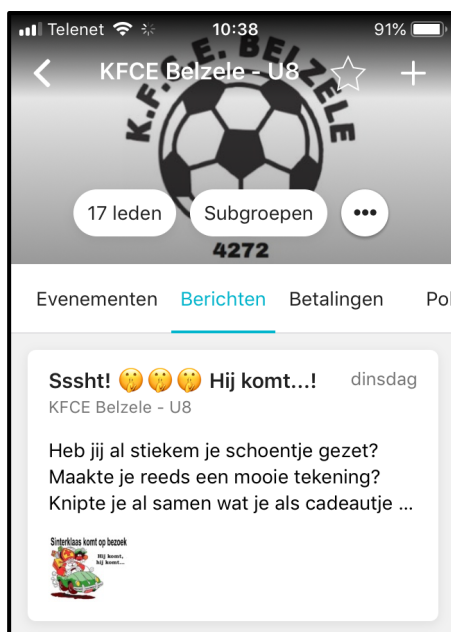 Telenet 10:38 91%
K.F.C.E. BELZELE
KFCE Belzele - U8
17 leden Subgroepen
4272
Evenementen Berichten Betalingen Pol
Sssht! 🤫🤫🤫 Hij komt...! dinsdag
KFCE Belzele - U8
Heb jij al stiekem je schoentje gezet?
Maakte je reeds een mooie tekening?
Knipte je al samen wat je als cadeautje ...
Sinterklaas komt op bezoek
Hij komt,
hij komt...